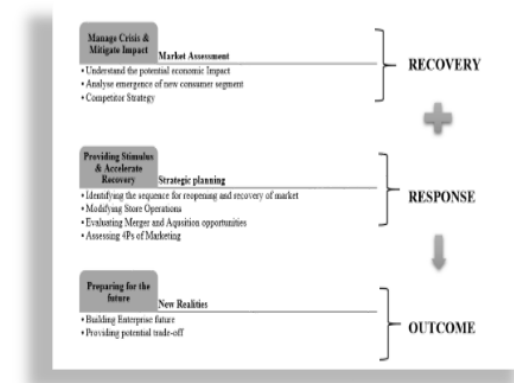 Manage Crisis &
Mitigate Impact
Market Assessment
• Understand the potential economic Impact
• Analyse emergence of new consumer segment
• Competitor Strategy
RECOVERY
Providing Stimulus
& Accelerate
Recovery
Strategic planning
• Identifying the sequence for reopening and recovery of market
• Modifying Store Operations
• Evaluating Merger and Aqusition opportunities
• Assessing 4Ps of Marketing
RESPONSE
Preparing for the
future
New Realities
• Building Enterprise future
• Providing potential trade-off
OUTCOME